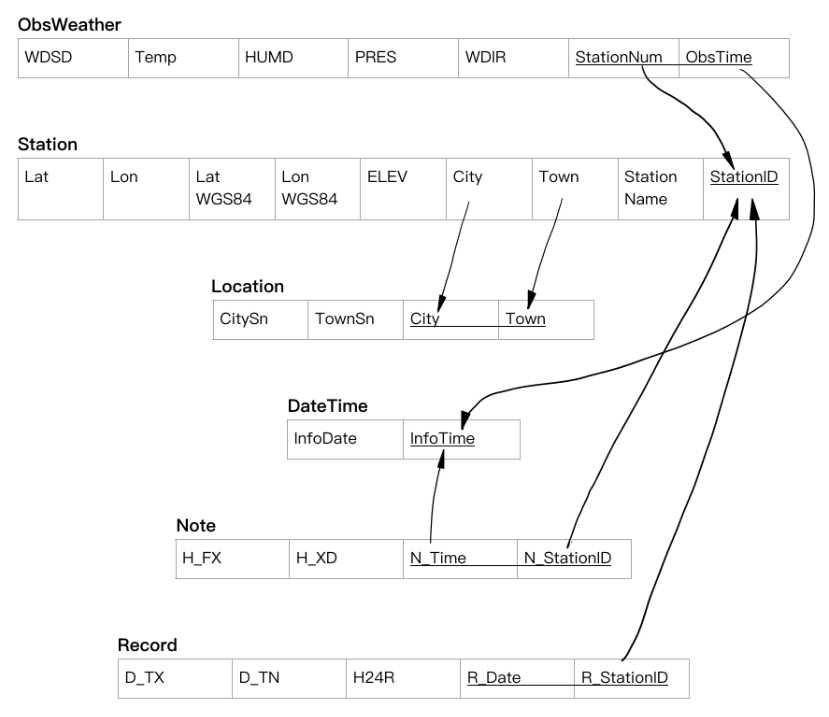 ObsWeather
WDSD Temp HUMD PRES WDIR StationNum ObsTime
Station
Lat Lon Lat WGS84 Lon WGS84 ELEV City Town Station Name StationID
Location
CitySn TownSn City Town
DateTime
InfoDate InfoTime
Note
H_FX H_XD N_Time N_StationID
Record
D_TX D_TN H24R R_Date R_StationID